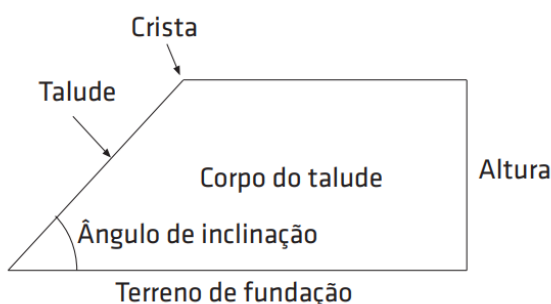 Crista
Talude
Corpo do talude
Altura
Ângulo de inclinação
Terreno de fundação